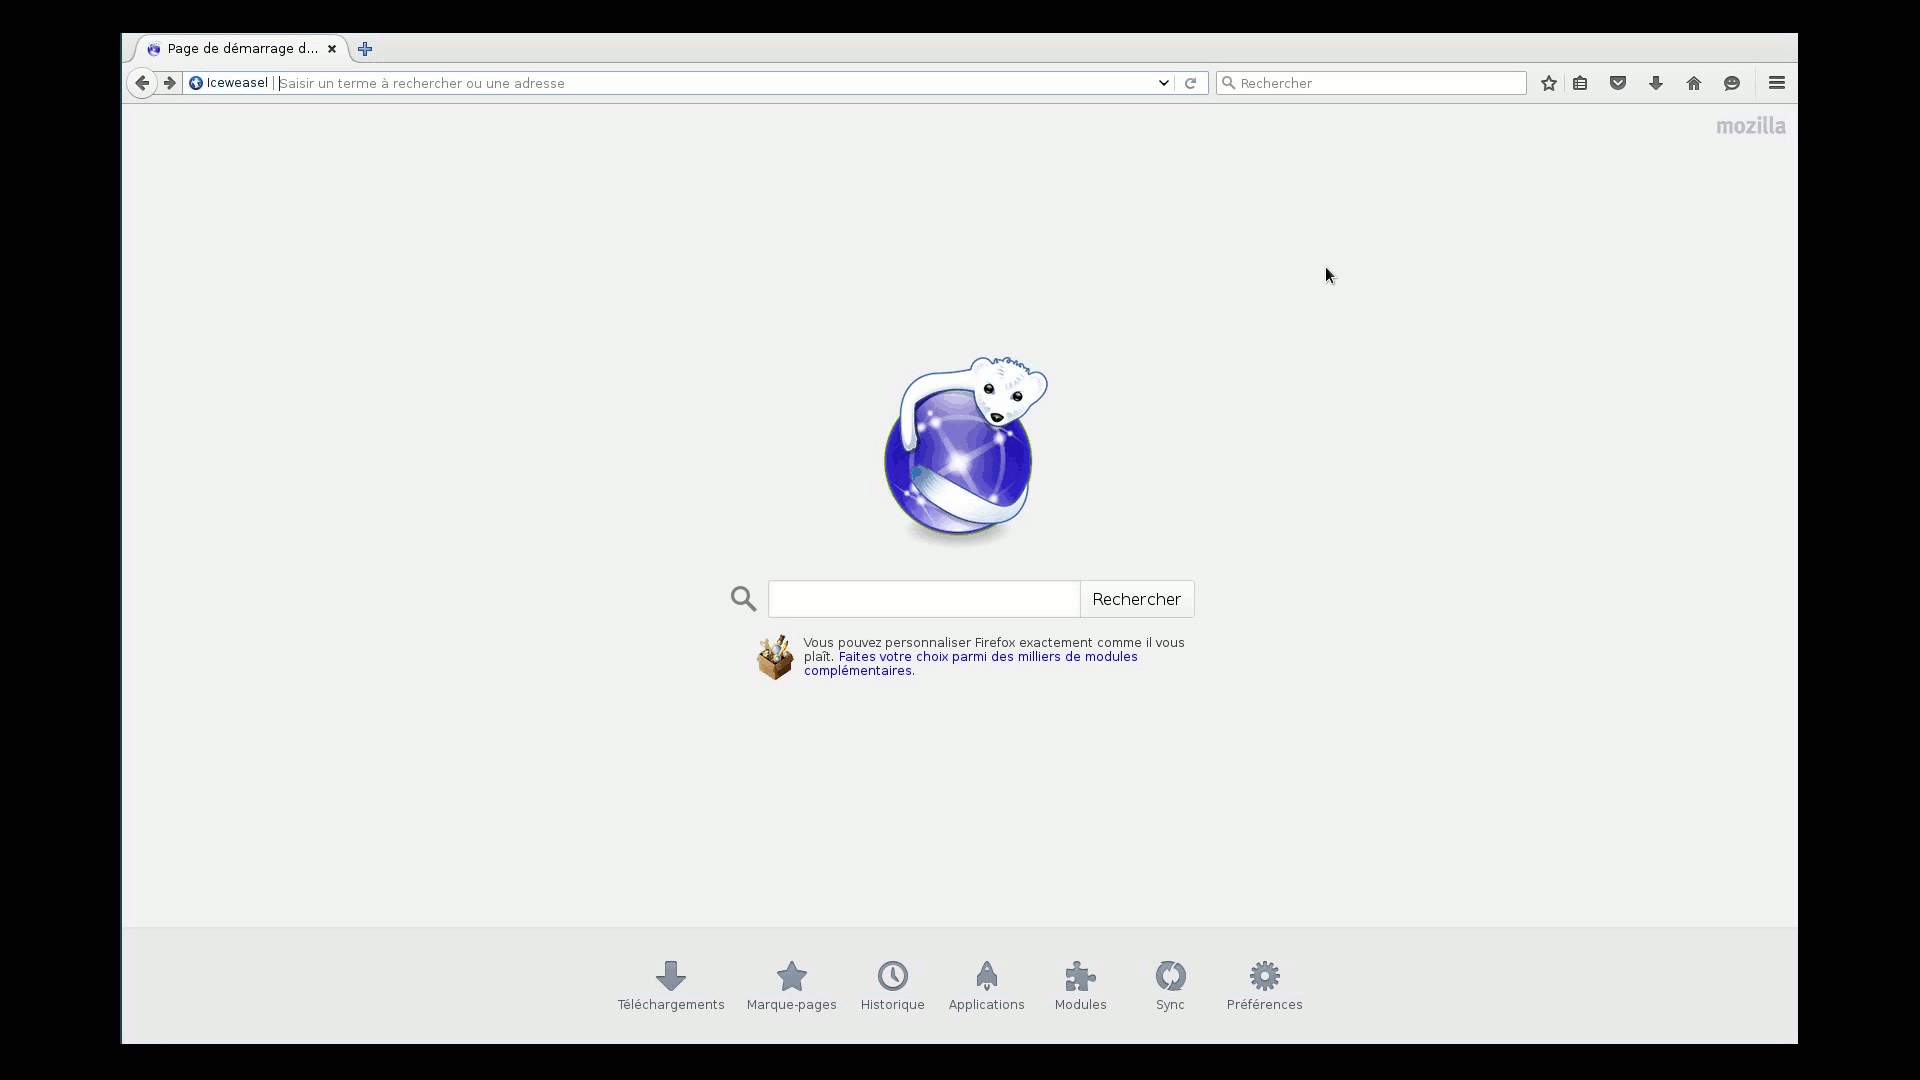 Page de démarrage d...
Iceweasel
Saisir un terme à rechercher ou une adresse
Rechercher
mozilla
Rechercher
Vous pouvez personnaliser Firefox exactement comme il vous
plaît. Faites votre choix parmi des milliers de modules
complémentaires.
Téléchargements
Marque-pages
Historique
Applications
Modules
Sync
Préférences